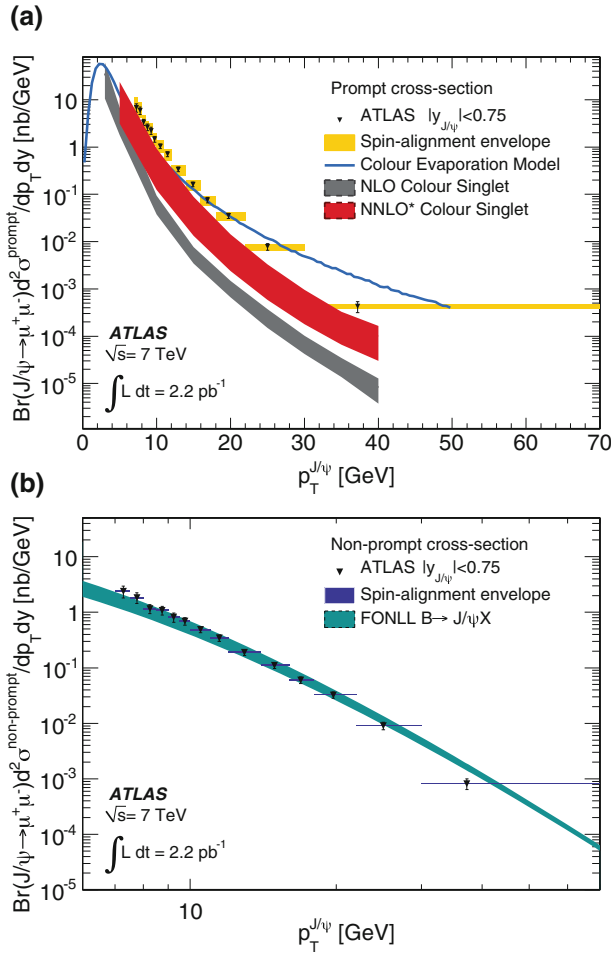 (a)
Br(J/ψ→μ⁺μ⁻)d²σ^prompt/dp_T dy [nb/GeV]
10
1
10⁻¹
10⁻²
10⁻³
10⁻⁴
10⁻⁵
Prompt cross-section
ATLAS |y_J/ψ|<0.75
Spin-alignment envelope
Colour Evaporation Model
NLO Colour Singlet
NNLO* Colour Singlet
ATLAS
√s= 7 TeV
∫L dt = 2.2 pb⁻¹
0 10 20 30 40 50 60 70
p_T^J/ψ [GeV]
(b)
Br(J/ψ→μ⁺μ⁻)d²σ^non-prompt/dp_T dy [nb/GeV]
10
1
10⁻¹
10⁻²
10⁻³
10⁻⁴
10⁻⁵
Non-prompt cross-section
ATLAS |y_J/ψ|<0.75
Spin-alignment envelope
FONLL B→ J/ψX
ATLAS
√s= 7 TeV
∫L dt = 2.2 pb⁻¹
10
p_T^J/ψ [GeV]